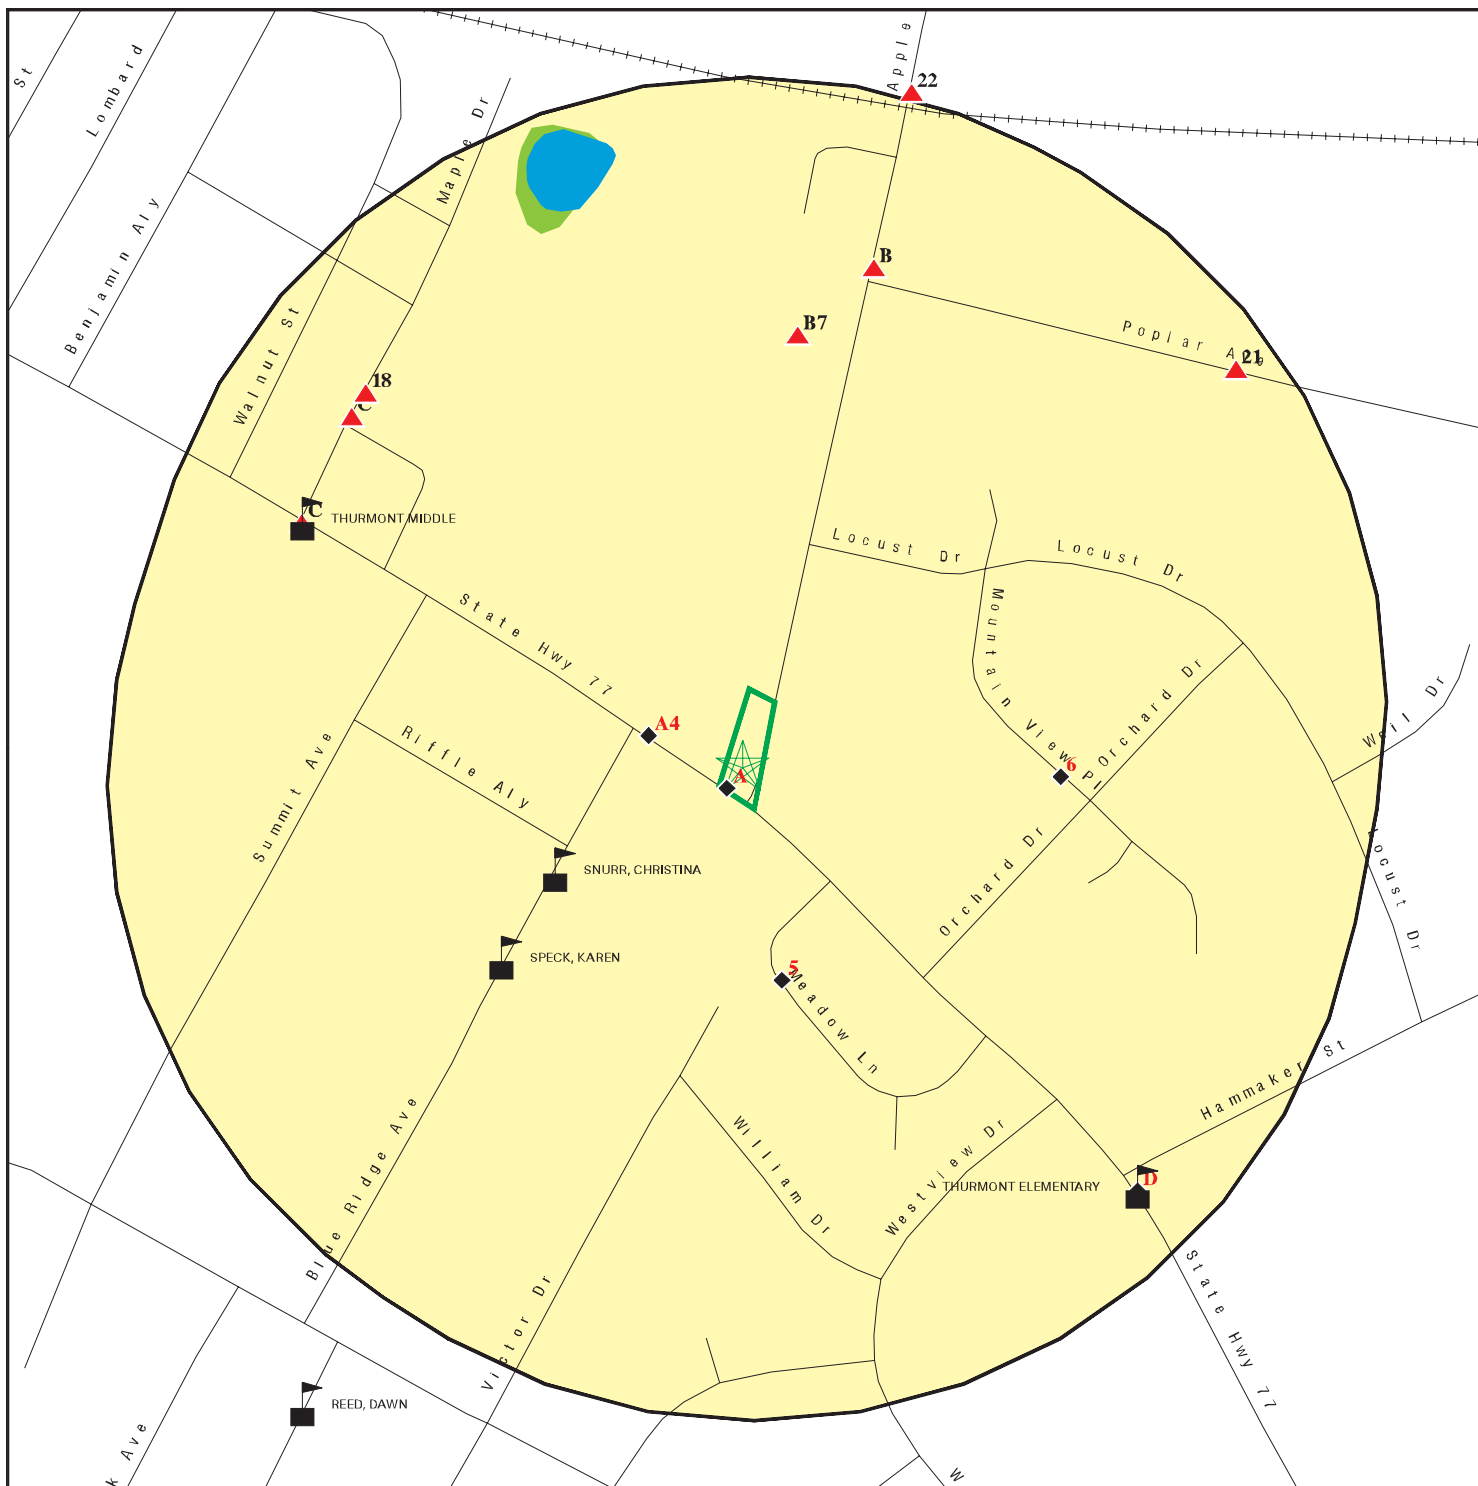 St
Lombard
Apple
22
Maple Dr
Benjamin Aly
B
B7
Poplar Ave
21
Walnut St
18
C
C
THURMONT MIDDLE
Locust Dr
Locust Dr
State Hwy 77
Mountain View Pl
Orchard Dr
Weil Dr
A4
Riffle Aly
Summit Ave
A
6
Orchard Dr
Locust Dr
SNURR, CHRISTINA
SPECK, KAREN
5
Meadow Ln
Hammaker St
Blue Ridge Ave
William Dr
Westview Dr
THURMONT ELEMENTARY
D
State Hwy 77
Victor Dr
REED, DAWN
k Ave
W